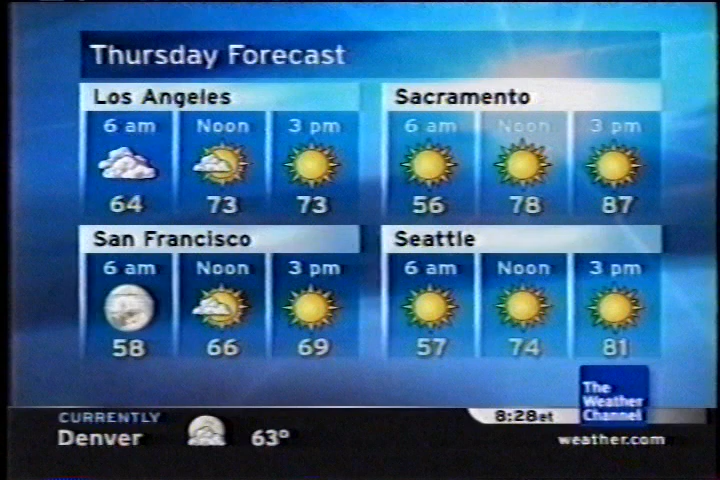 Thursday Forecast
Los Angeles
6 am Noon 3 pm
64 73 73
Sacramento
6 am Noon 3 pm
56 78 87
San Francisco
6 am Noon 3 pm
58 66 69
Seattle
6 am Noon 3 pm
57 74 81
The
Weather
Channel
CURRENTLY
Denver 63°
8:28et
weather.com